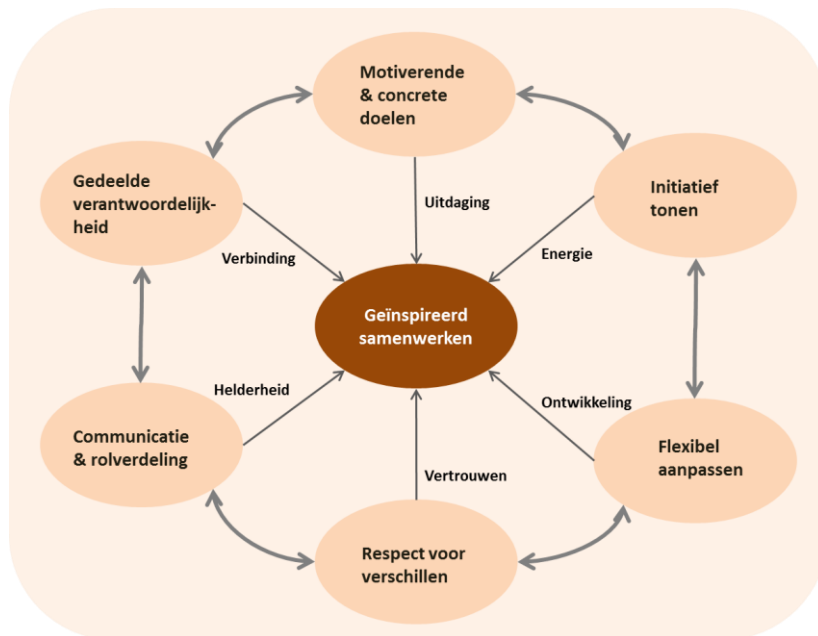 Motiverende
& concrete
doelen
Gedeelde
verantwoordelijk-
heid
Initiatief
tonen
Uitdaging
Verbinding
Energie
Geïnspireerd
samenwerken
Helderheid
Ontwikkeling
Communicatie
& rolverdeling
Flexibel
aanpassen
Vertrouwen
Respect voor
verschillen